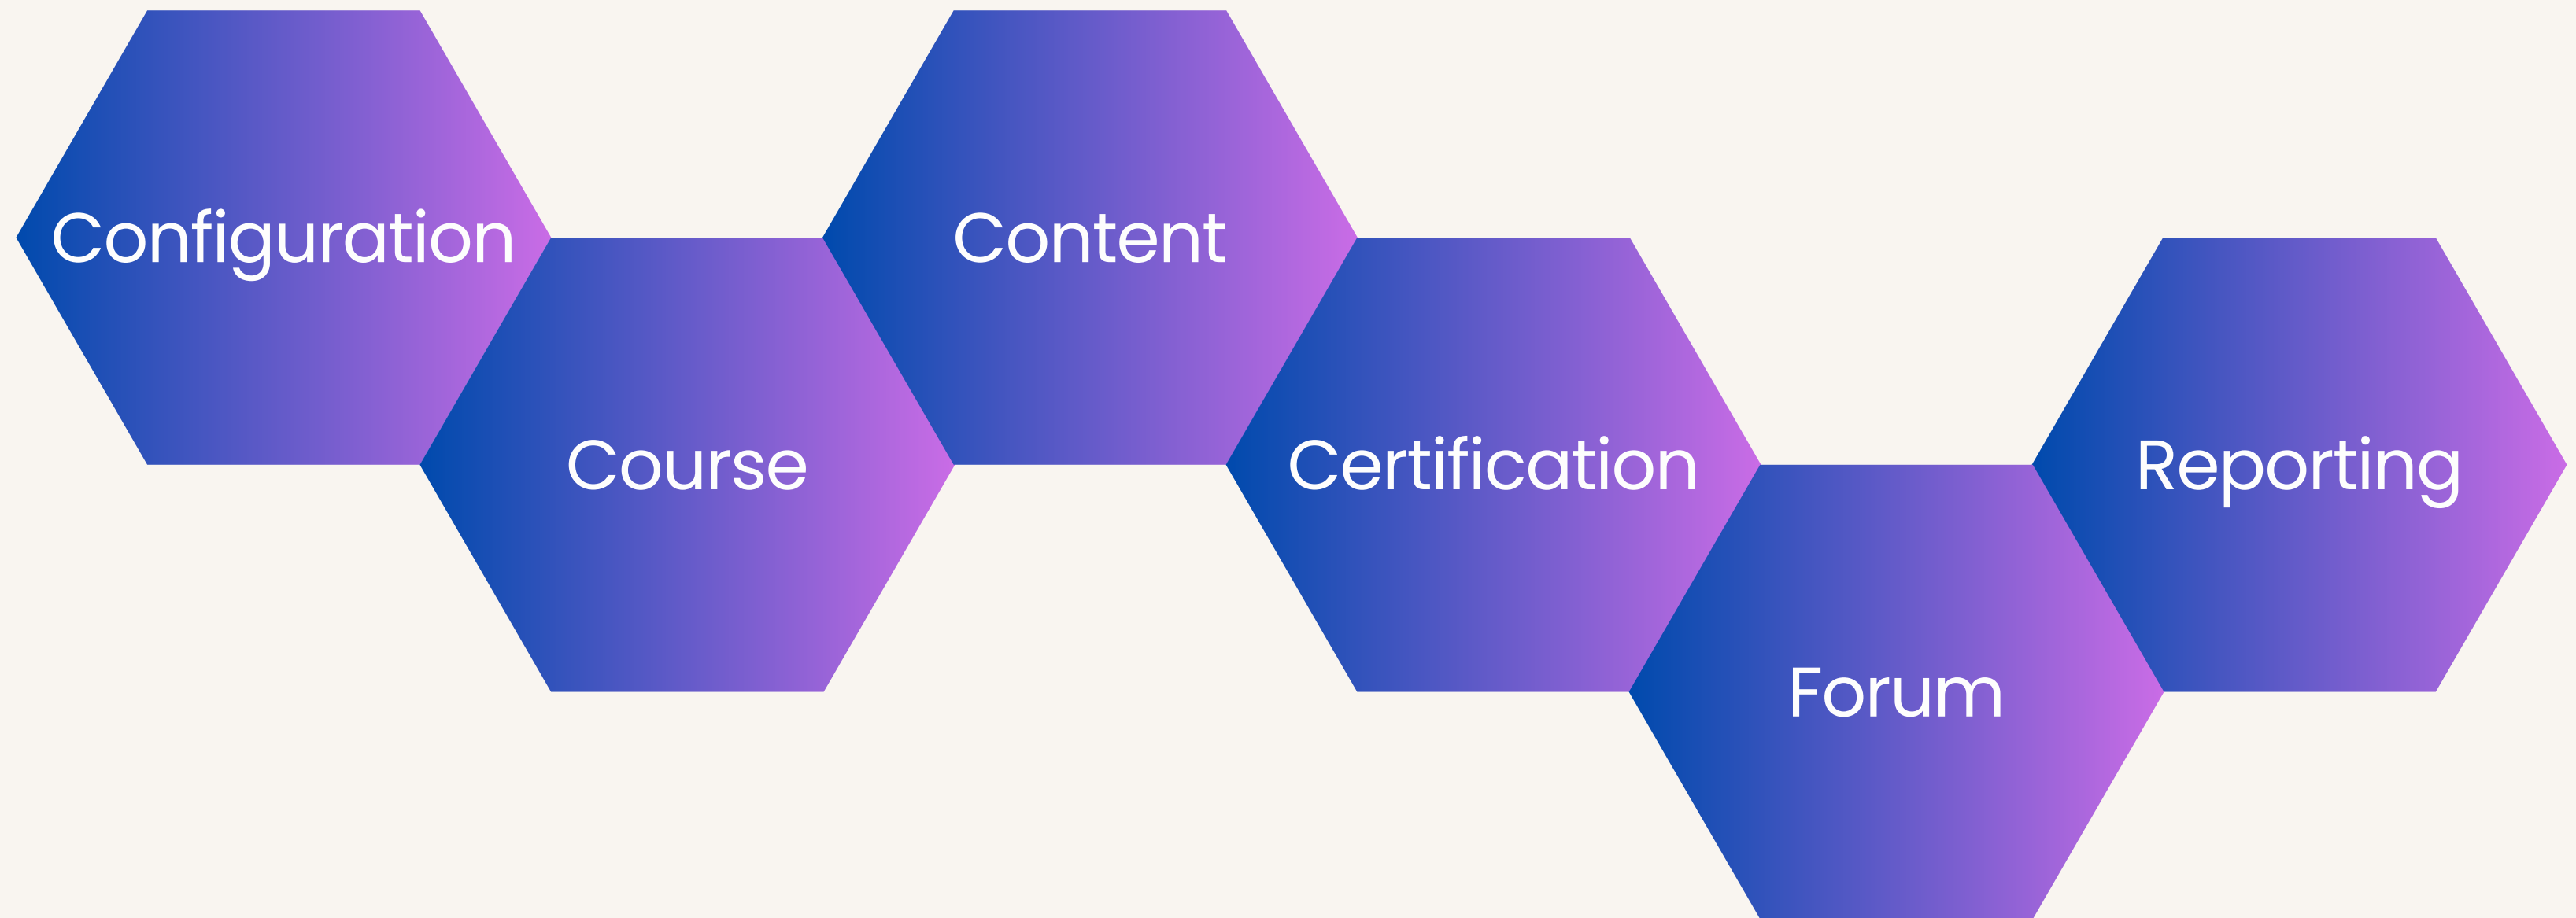 Configuration
Course
Content
Certification
Forum
Reporting